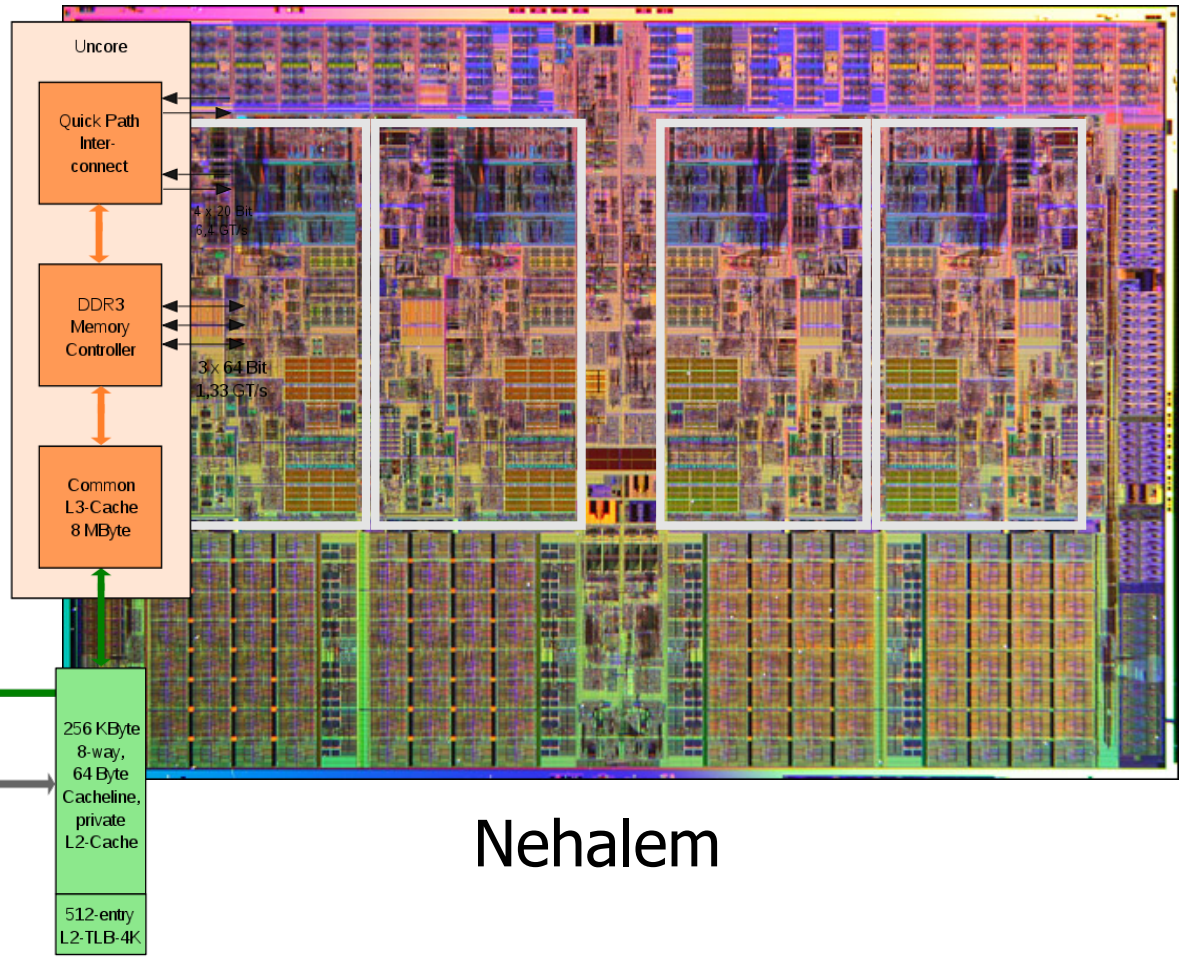 Uncore
Quick Path
Inter-
connect
4 x 20 Bit
6,4 GT/s
DDR3
Memory
Controller
3 x 64 Bit
1,33 GT/s
Common
L3-Cache
8 MByte
256 KByte
8-way,
64 Byte
Cacheline,
private
L2-Cache
512-entry
L2-TLB-4K
Nehalem